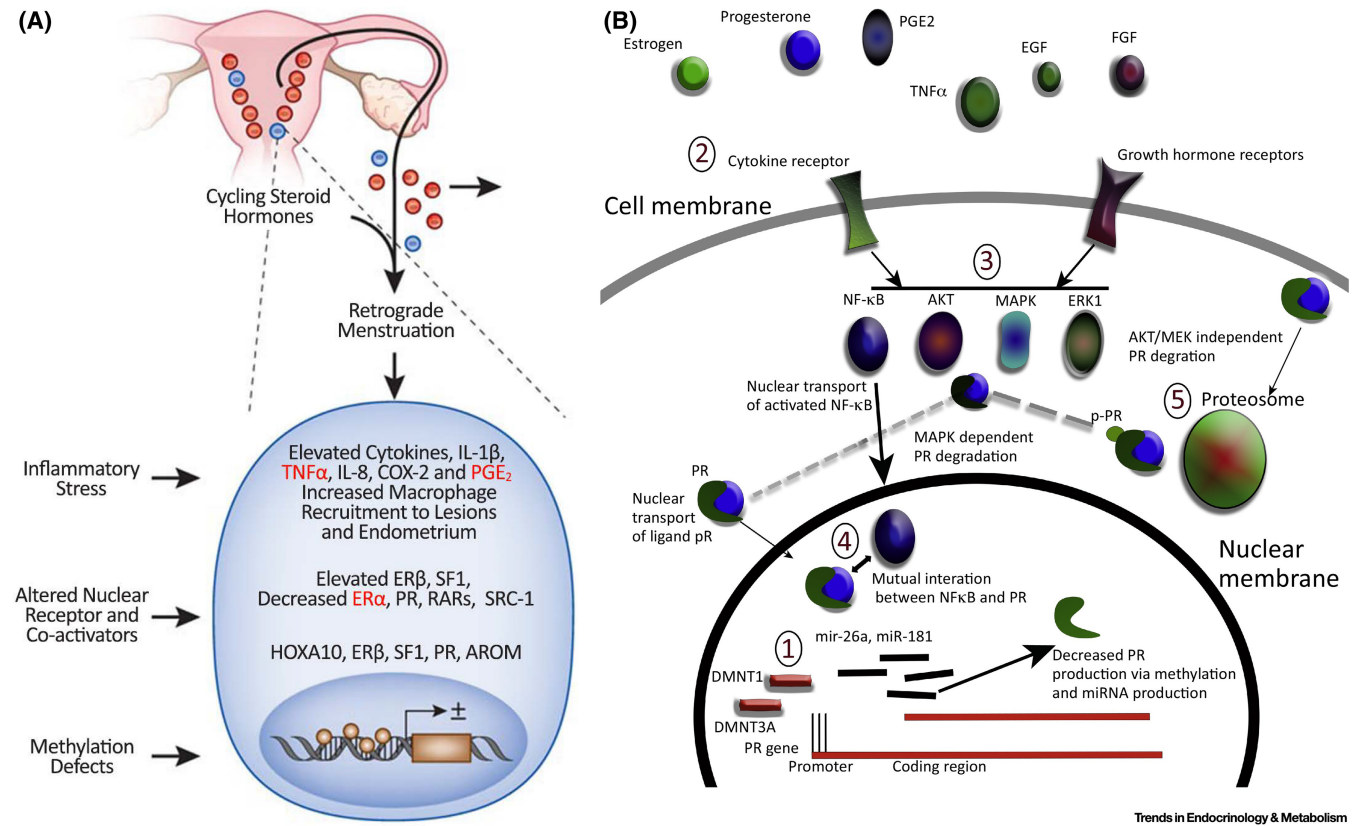 (A)
Cycling Steroid
Hormones
Retrograde
Menstruation
Inflammatory
Stress
Elevated Cytokines, IL-1β,
TNFα, IL-8, COX-2 and PGE₂
Increased Macrophage
Recruitment to Lesions
and Endometrium
Altered Nuclear
Receptor and
Co-activators
Elevated ERβ, SF1,
Decreased ERα, PR, RARs, SRC-1
HOXA10, ERβ, SF1, PR, AROM
±
Methylation
Defects
(B)
Estrogen
Progesterone
PGE2
TNFα
EGF
FGF
2
Cytokine receptor
Growth hormone receptors
Cell membrane
3
NF-κB
AKT
MAPK
ERK1
AKT/MEK independent
PR degration
Nuclear transport
of activated NF-κB
5
Proteosome
p-PR
MAPK dependent
PR degradation
PR
Nuclear
transport
of ligand pR
4
Mutual interation
between NFκB and PR
Nuclear
membrane
1
mir-26a, miR-181
DMNT1
DMNT3A
Decreased PR
production via methylation
and miRNA production
PR gene
Promoter
Coding region
Trends in Endocrinology & Metabolism